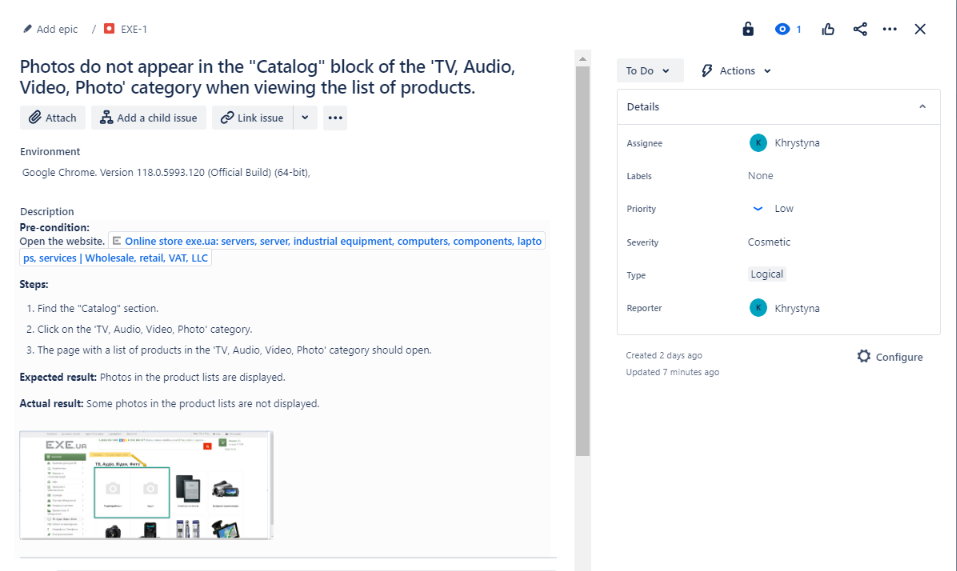 Add epic / EXE-1
1
Photos do not appear in the "Catalog" block of the 'TV, Audio,
Video, Photo' category when viewing the list of products.
Attach
Add a child issue
Link issue
Environment
Google Chrome. Version 118.0.5993.120 (Official Build) (64-bit),
Description
Pre-condition:
Open the website. Online store exe.ua: servers, server, industrial equipment, computers, components, lapto
ps, services | Wholesale, retail, VAT, LLC
Steps:
1. Find the "Catalog" section.
2. Click on the 'TV, Audio, Video, Photo' category.
3. The page with a list of products in the 'TV, Audio, Video, Photo' category should open.
Expected result: Photos in the product lists are displayed.
Actual result: Some photos in the product lists are not displayed.
EXE.UA
ТВ, Аудіо, Відео, Фото
To Do
Actions
Details
Assignee
K Khrystyna
Labels
None
Priority
Low
Severity
Cosmetic
Type
Logical
Reporter
K Khrystyna
Created 2 days ago
Updated 7 minutes ago
Configure